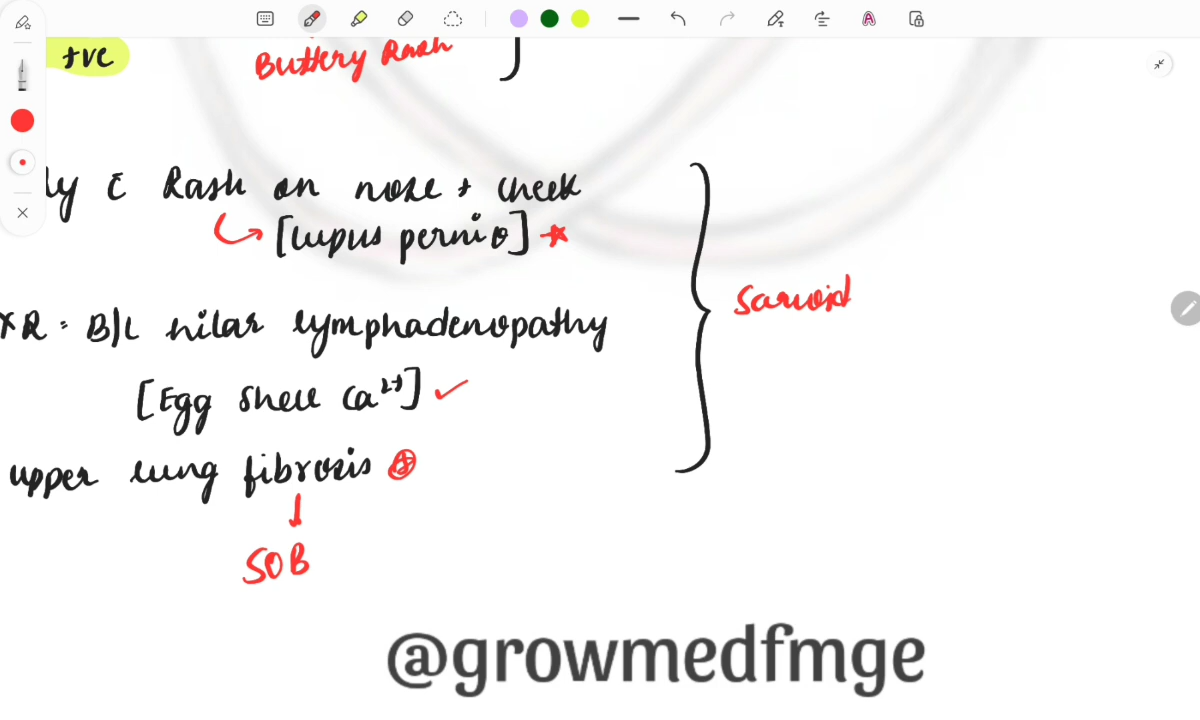 +ve
Buttery Rash
ly c̄ Rash on nose + cheek
[lupus pernio]
Sarcoid
XR = B/L hilar lymphadenopathy
[Egg shell Ca²⁺]
upper lung fibrosis
SOB
@growmedfmge